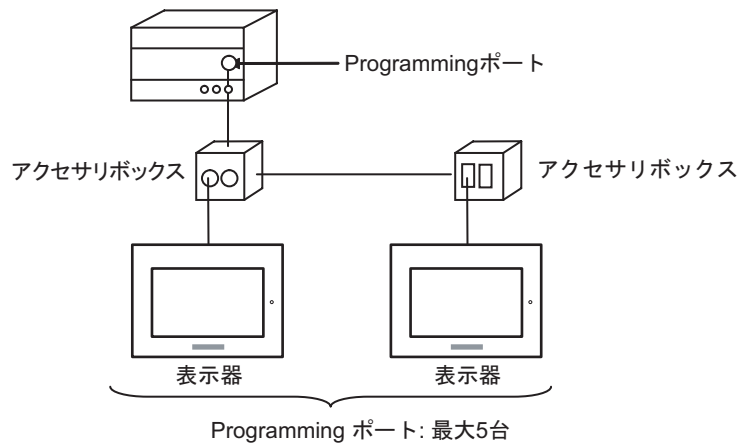 Programmingポート
アクセサリボックス
アクセサリボックス
表示器
表示器
Programming ポート: 最大5台